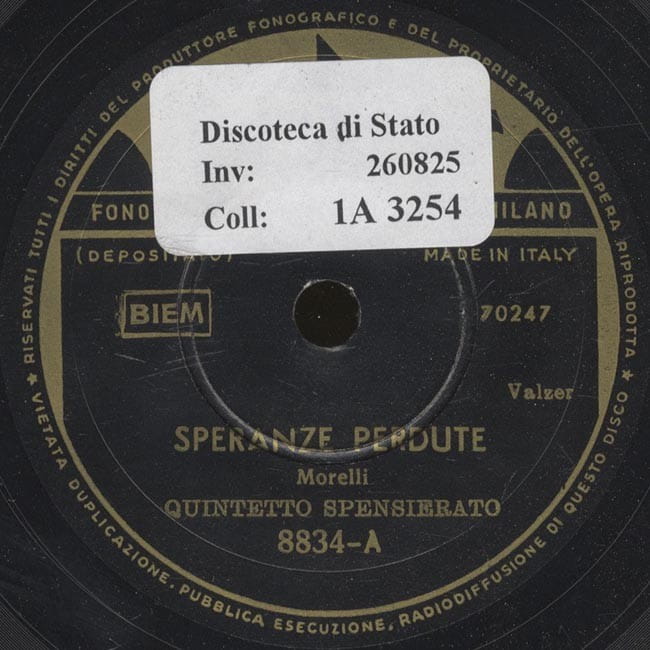 RISERVATI TUTTI I DIRITTI DEL PRODUTTORE FONOGRAFICO E DEL PROPRIETARIO DELL'OPERA RIPRODOTTA ★
Discoteca di Stato
Inv: 260825
Coll: 1A 3254
FONO MILANO
(DEPOSITATO) MADE IN ITALY
BIEM 70247
Valzer
SPERANZE PERDUTE
Morelli
QUINTETTO SPENSIERATO
8834-A
★ VIETATA DUPLICAZIONE, PUBBLICA ESECUZIONE, RADIODIFFUSIONE DI QUESTO DISCO